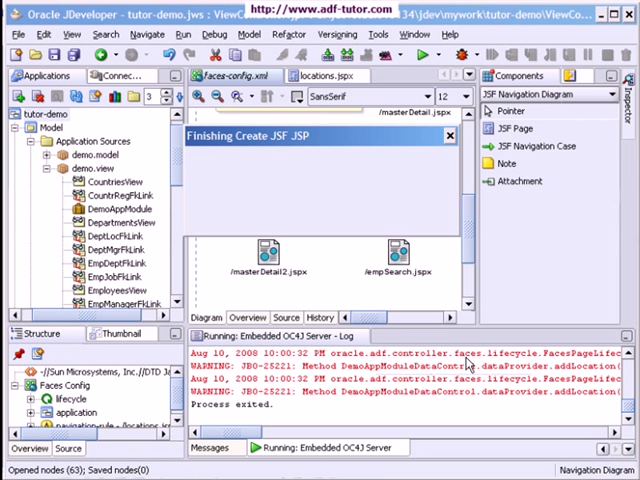 http://www.adf-tutor.com
Oracle JDeveloper - tutor-demo.jws : ViewCo
34\jdev\mywork\tutor-demo\ViewCo...
File Edit View Search Navigate Run Debug Refactor Versioning Tools Window Help
Applications
Connec...
faces-config.xml
locations.jspx
Components
3
SansSerif
12
JSF Navigation Diagram
Inspector
tutor-demo
Model
Application Sources
demo.model
demo.view
CountriesView
CountrRegFkLink
DemoAppModule
DepartmentsView
DeptLocFkLink
DeptMgrFkLink
EmpDeptFkLink
EmpJobFkLink
EmployeesView
EmpManagerFkLink
/masterDetail.jspx
Finishing Create JSF JSP
/masterDetail2.jspx
/empSearch.jspx
Diagram Overview Source History
Pointer
JSF Page
JSF Navigation Case
Note
Attachment
Structure
Thumbnail
-//Sun Microsystems, Inc.//DTD Ja
Faces Config
lifecycle
application
Overview Source
Running: Embedded OC4J Server - Log
Aug 10, 2008 10:00:32 PM oracle.adf.controller.faces.lifecycle.FacesPageLifec
WARNING: JBO-25221: Method DemoAppModuleDataControl.dataProvider.addLocation(
Aug 10, 2008 10:00:32 PM oracle.adf.controller.faces.lifecycle.FacesPageLifec
WARNING: JBO-25221: Method DemoAppModuleDataControl.dataProvider.addLocation(
Process exited.
Messages
Running: Embedded OC4J Server
Opened nodes (63); Saved nodes(0)
Navigation Diagram